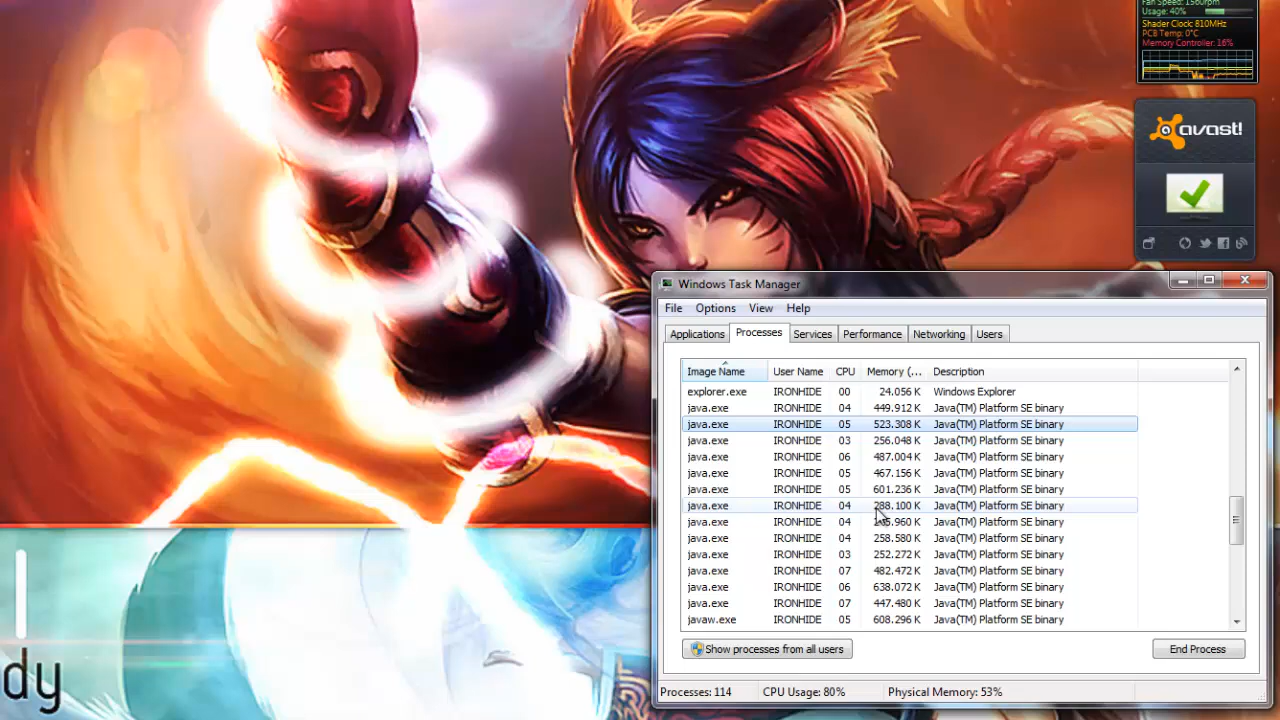 Fan Speed: 1560rpm
Usage: 40%
Shader Clock: 810MHz
PCB Temp: 0°C
Memory Controller: 16%
avast!
Windows Task Manager
File Options View Help
Applications Processes Services Performance Networking Users
Image Name User Name CPU Memory (... Description
explorer.exe IRONHIDE 00 24.056 K Windows Explorer
java.exe IRONHIDE 04 449.912 K Java(TM) Platform SE binary
java.exe IRONHIDE 05 523.308 K Java(TM) Platform SE binary
java.exe IRONHIDE 03 256.048 K Java(TM) Platform SE binary
java.exe IRONHIDE 06 487.004 K Java(TM) Platform SE binary
java.exe IRONHIDE 05 467.156 K Java(TM) Platform SE binary
java.exe IRONHIDE 05 601.236 K Java(TM) Platform SE binary
java.exe IRONHIDE 04 288.100 K Java(TM) Platform SE binary
java.exe IRONHIDE 04 K Java(TM) Platform SE binary
java.exe IRONHIDE 04 258.580 K Java(TM) Platform SE binary
java.exe IRONHIDE 03 252.272 K Java(TM) Platform SE binary
java.exe IRONHIDE 07 482.472 K Java(TM) Platform SE binary
java.exe IRONHIDE 06 638.072 K Java(TM) Platform SE binary
java.exe IRONHIDE 07 447.480 K Java(TM) Platform SE binary
javaw.exe IRONHIDE 05 608.296 K Java(TM) Platform SE binary
Show processes from all users End Process
Processes: 114 CPU Usage: 80% Physical Memory: 53%
dy